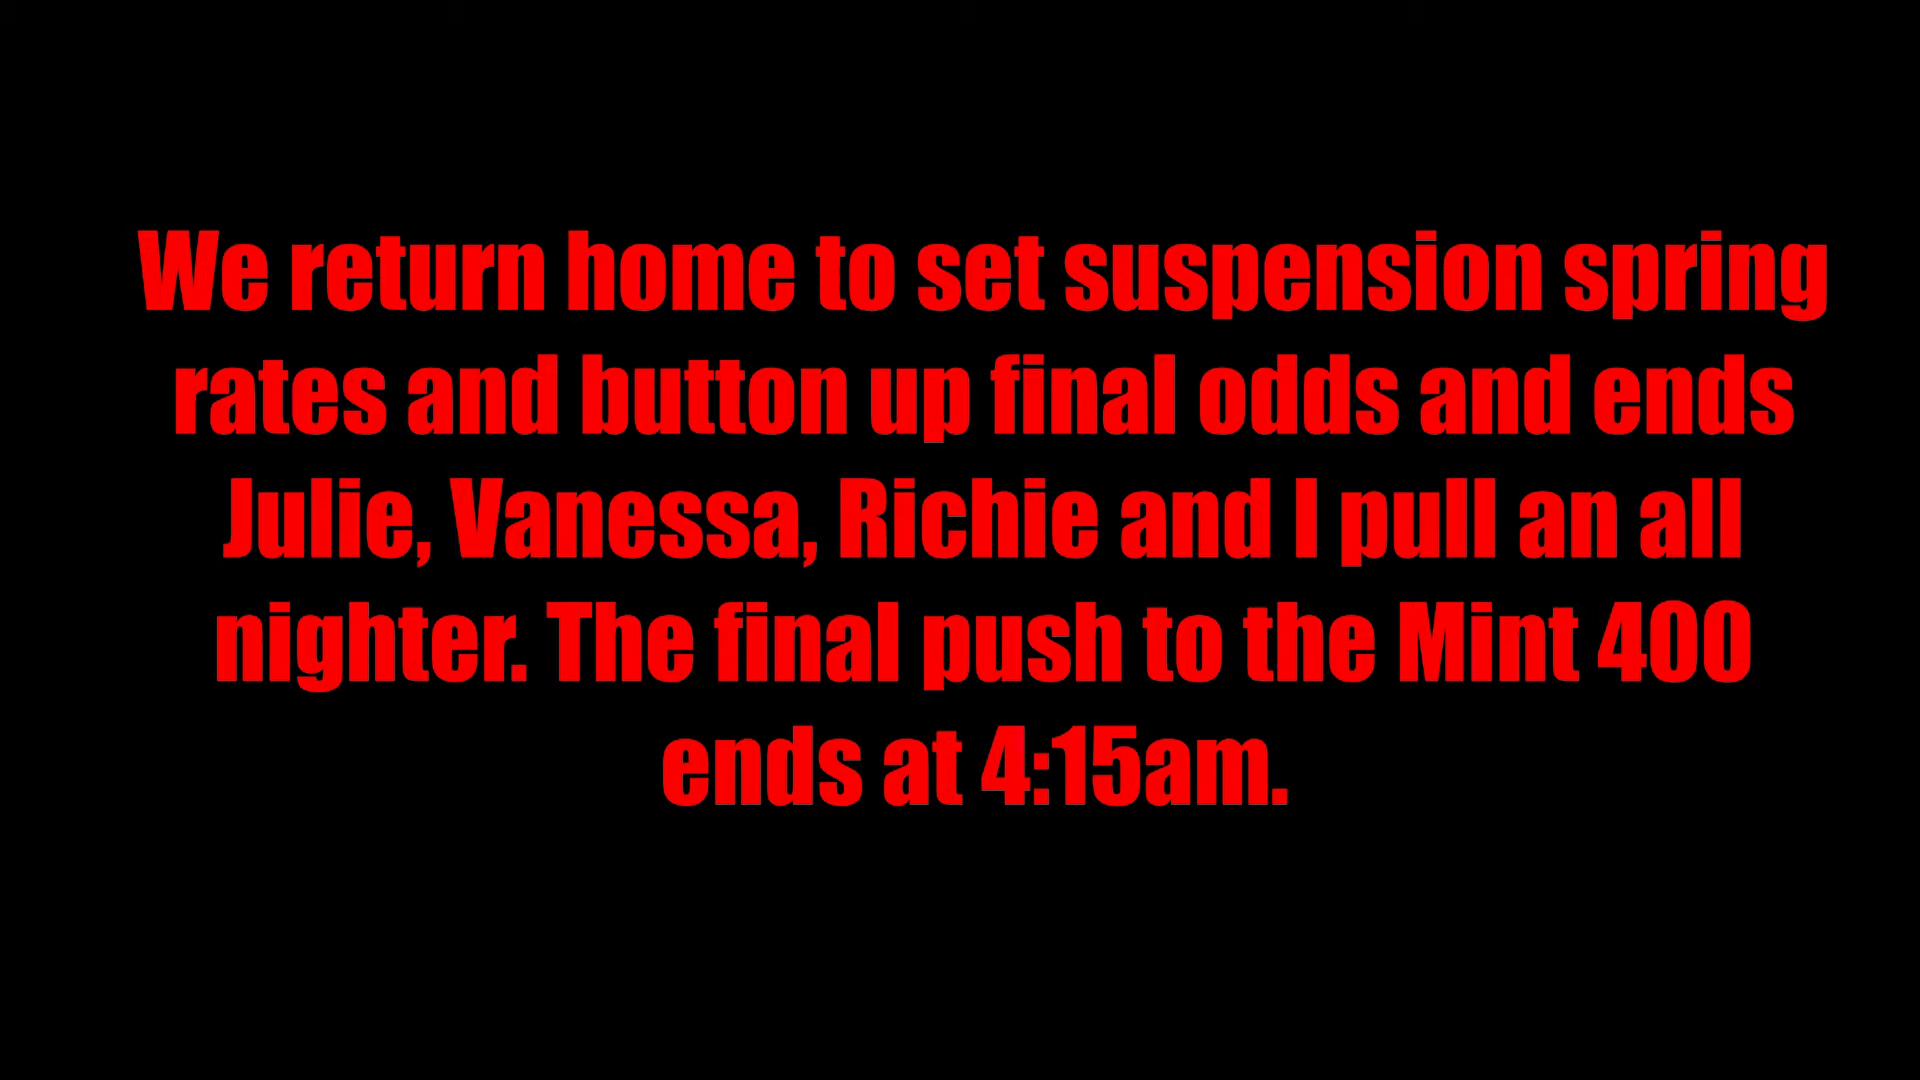 We return home to set suspension spring
rates and button up final odds and ends
Julie, Vanessa, Richie and I pull an all
nighter. The final push to the Mint 400
ends at 4:15am.